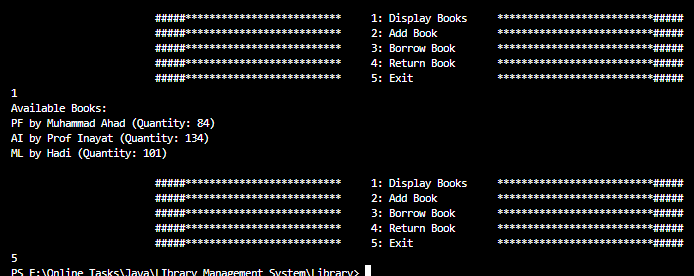 #####**************************     1: Display Books     **************************#####
#####**************************     2: Add Book          **************************#####
#####**************************     3: Borrow Book       **************************#####
#####**************************     4: Return Book       **************************#####
#####**************************     5: Exit              **************************#####
1
Available Books:
PF by Muhammad Ahad (Quantity: 84)
AI by Prof Inayat (Quantity: 134)
ML by Hadi (Quantity: 101)
#####**************************     1: Display Books     **************************#####
#####**************************     2: Add Book          **************************#####
#####**************************     3: Borrow Book       **************************#####
#####**************************     4: Return Book       **************************#####
#####**************************     5: Exit              **************************#####
5
PS E:\Online Tasks\Java\LIbrary Management System\Library>